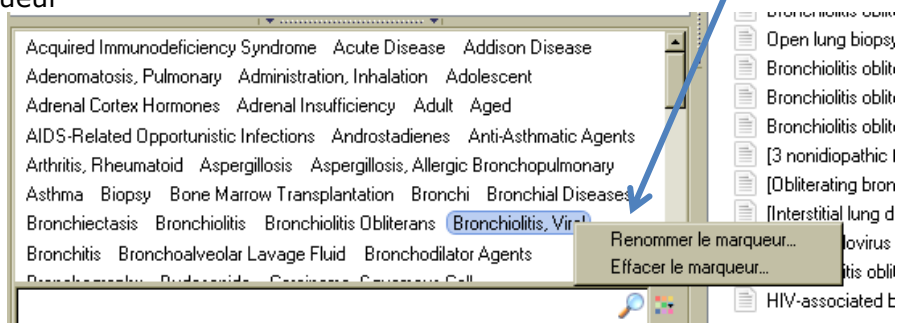 Acquired Immunodeficiency Syndrome Acute Disease Addison Disease
Adenomatosis, Pulmonary Administration, Inhalation Adolescent
Adrenal Cortex Hormones Adrenal Insufficiency Adult Aged
AIDS-Related Opportunistic Infections Androstadienes Anti-Asthmatic Agents
Arthritis, Rheumatoid Aspergillosis Aspergillosis, Allergic Bronchopulmonary
Asthma Biopsy Bone Marrow Transplantation Bronchi Bronchial Diseases
Bronchiectasis Bronchiolitis Bronchiolitis Obliterans Bronchiolitis, Viral
Bronchitis Bronchoalveolar Lavage Fluid Bronchodilator Agents
Renommer le marqueur...
Effacer le marqueur...
Open lung biopsy
Bronchiolitis oblit
Bronchiolitis oblit
Bronchiolitis oblit
[3 nonidiopathic
[Obliterating bron
[Interstitial lung d
HIV-associated